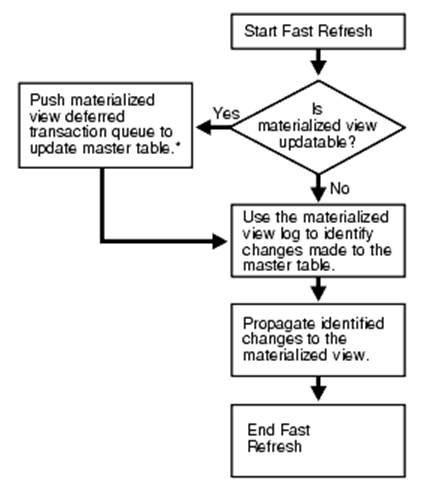 Start Fast Refresh
Is
materialized view
updatable?
Yes
Push materialized
view deferred
transaction queue to
update master table.*
No
Use the materialized
view log to identify
changes made to the
master table.
Propagate identified
changes to the
materialized view.
End Fast
Refresh